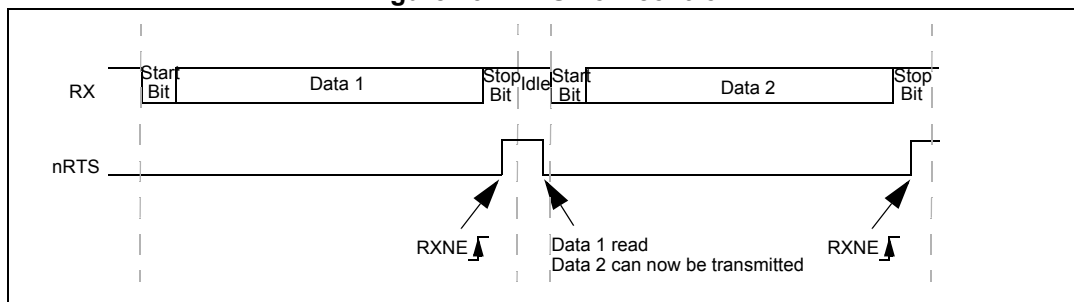 RX
Start Bit
Data 1
Stop Bit
Idle
Start Bit
Data 2
Stop Bit
nRTS
RXNE
Data 1 read
Data 2 can now be transmitted
RXNE